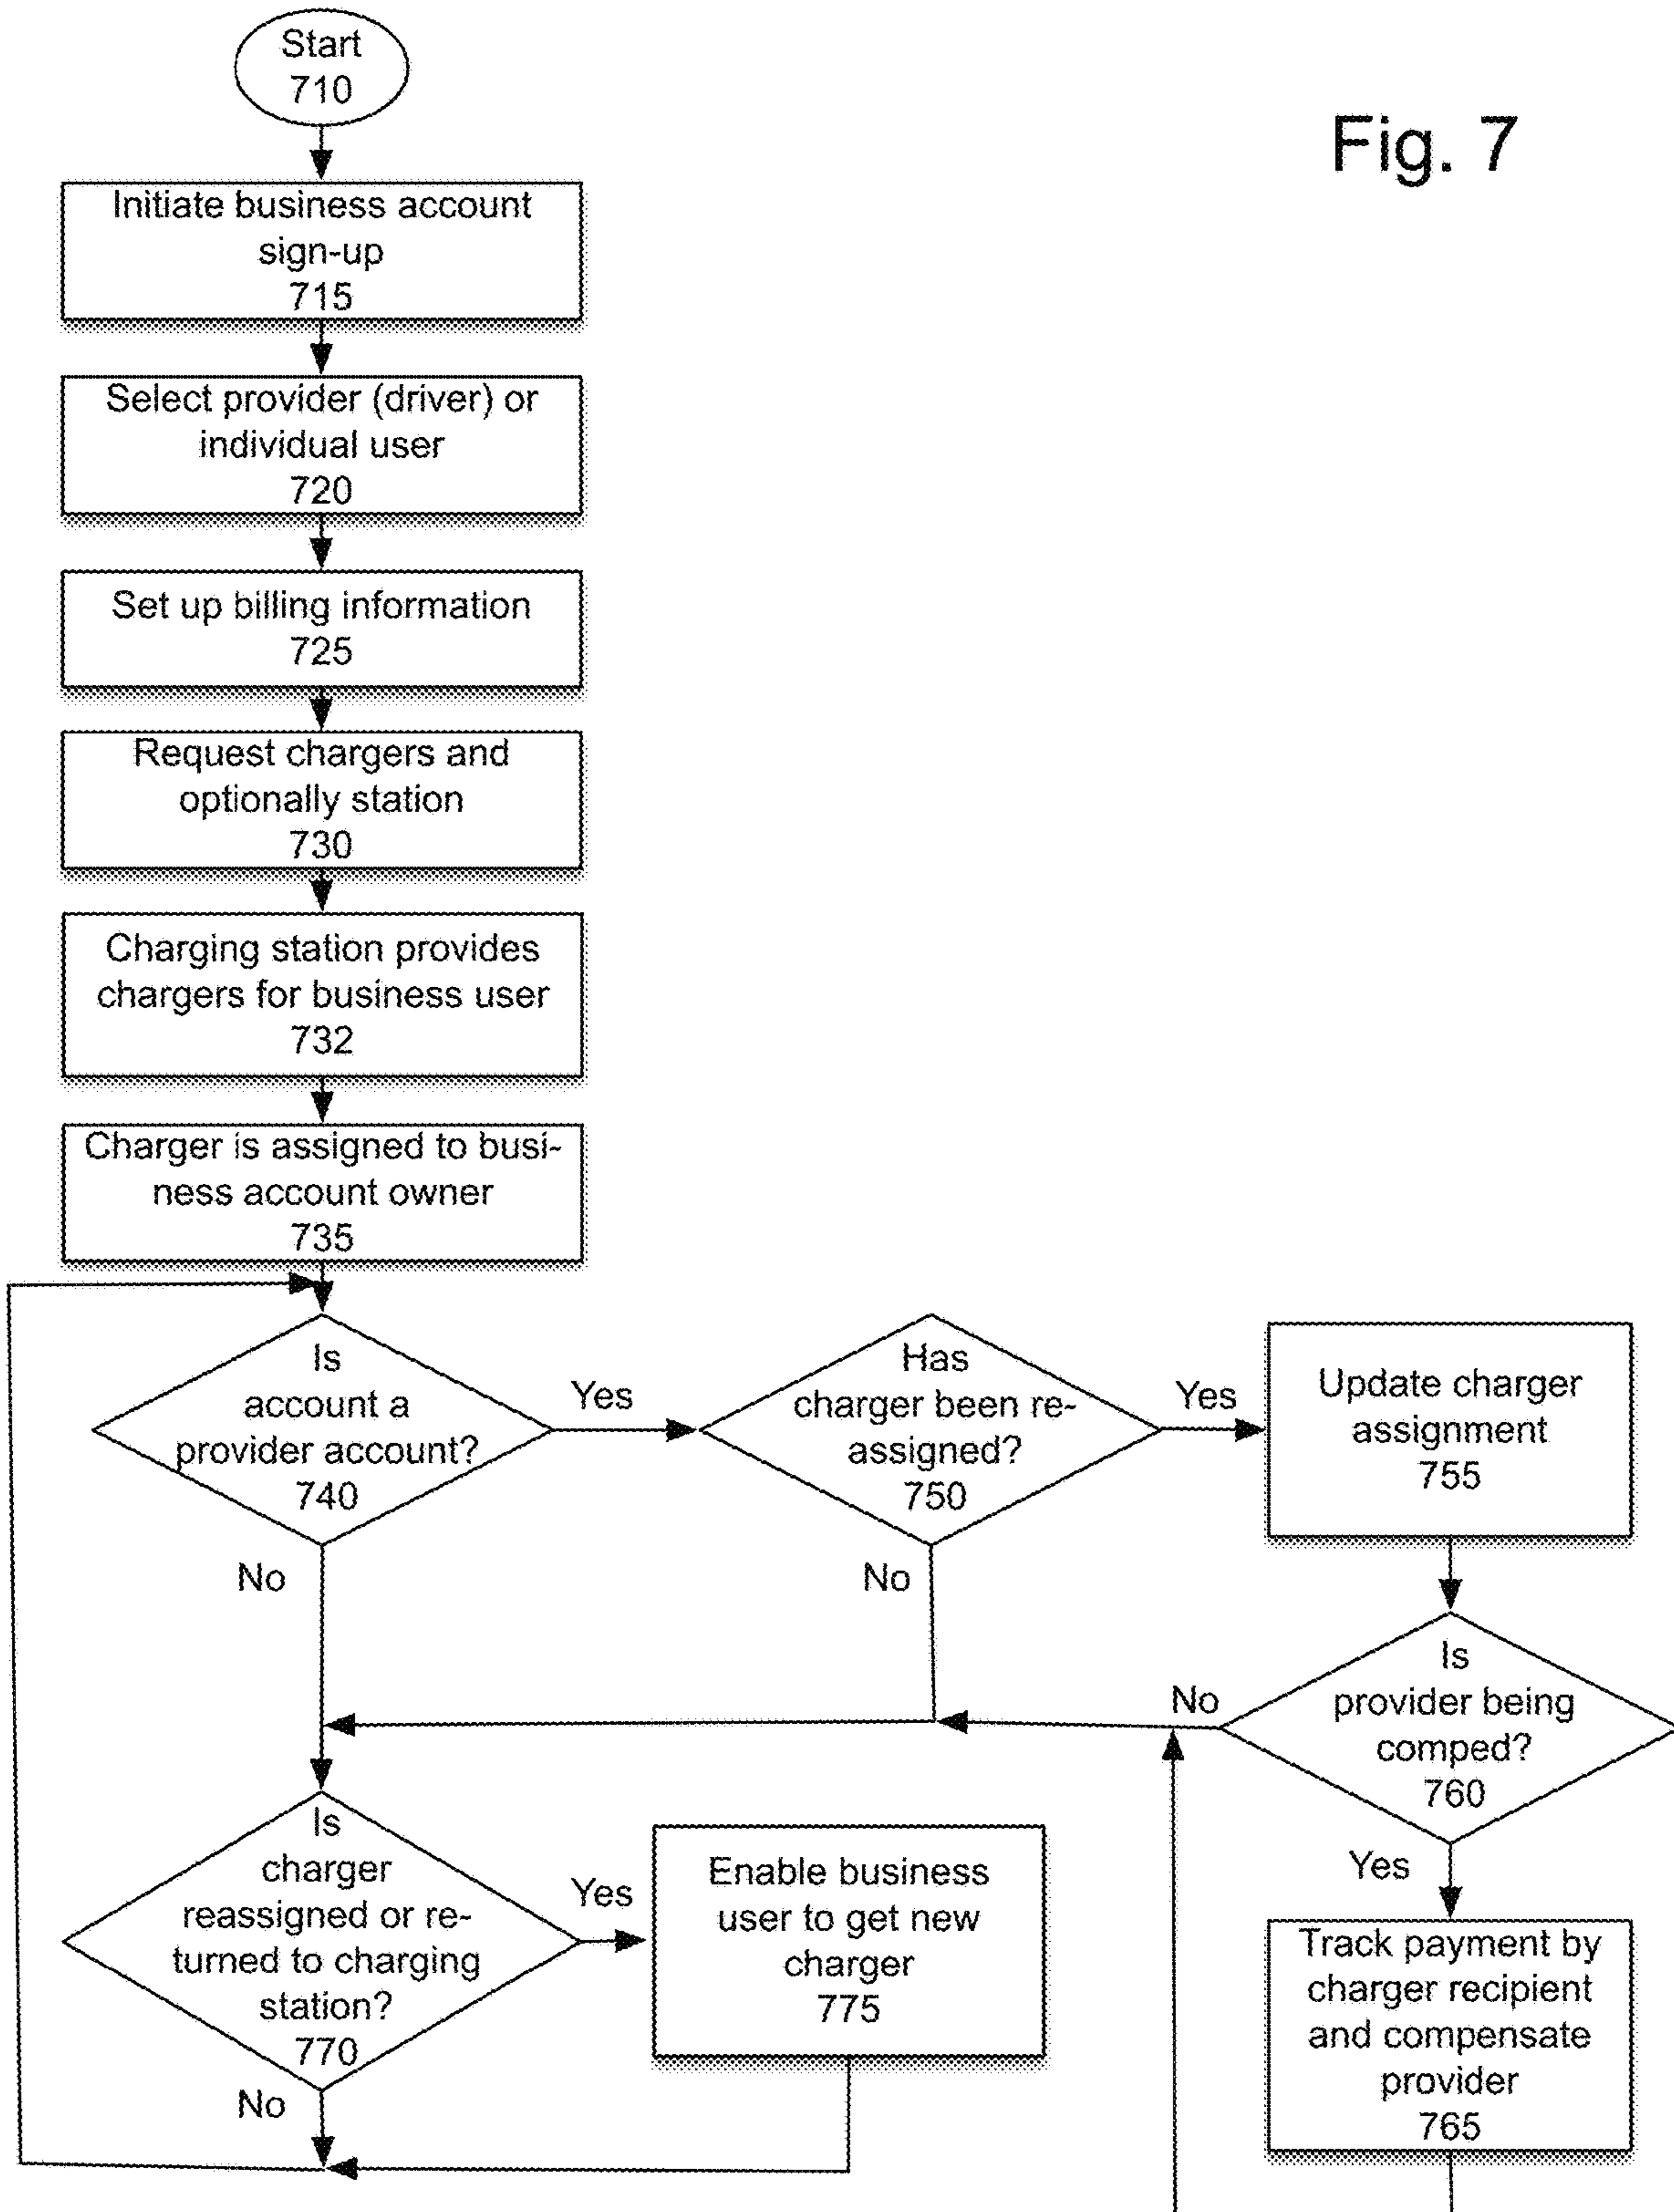 Start
710
Fig. 7
Initiate business account
sign-up
715
Select provider (driver) or
individual user
720
Set up billing information
725
Request chargers and
optionally station
730
Charging station provides
chargers for business user
732
Charger is assigned to busi-
ness account owner
735
Is
account a
provider account?
740
Yes
No
Has
charger been re-
assigned?
750
Yes
No
Update charger
assignment
755
Is
provider being
comped?
760
No
Yes
Track payment by
charger recipient
and compensate
provider
765
Is
charger
reassigned or re-
turned to charging
station?
770
Yes
No
Enable business
user to get new
charger
775